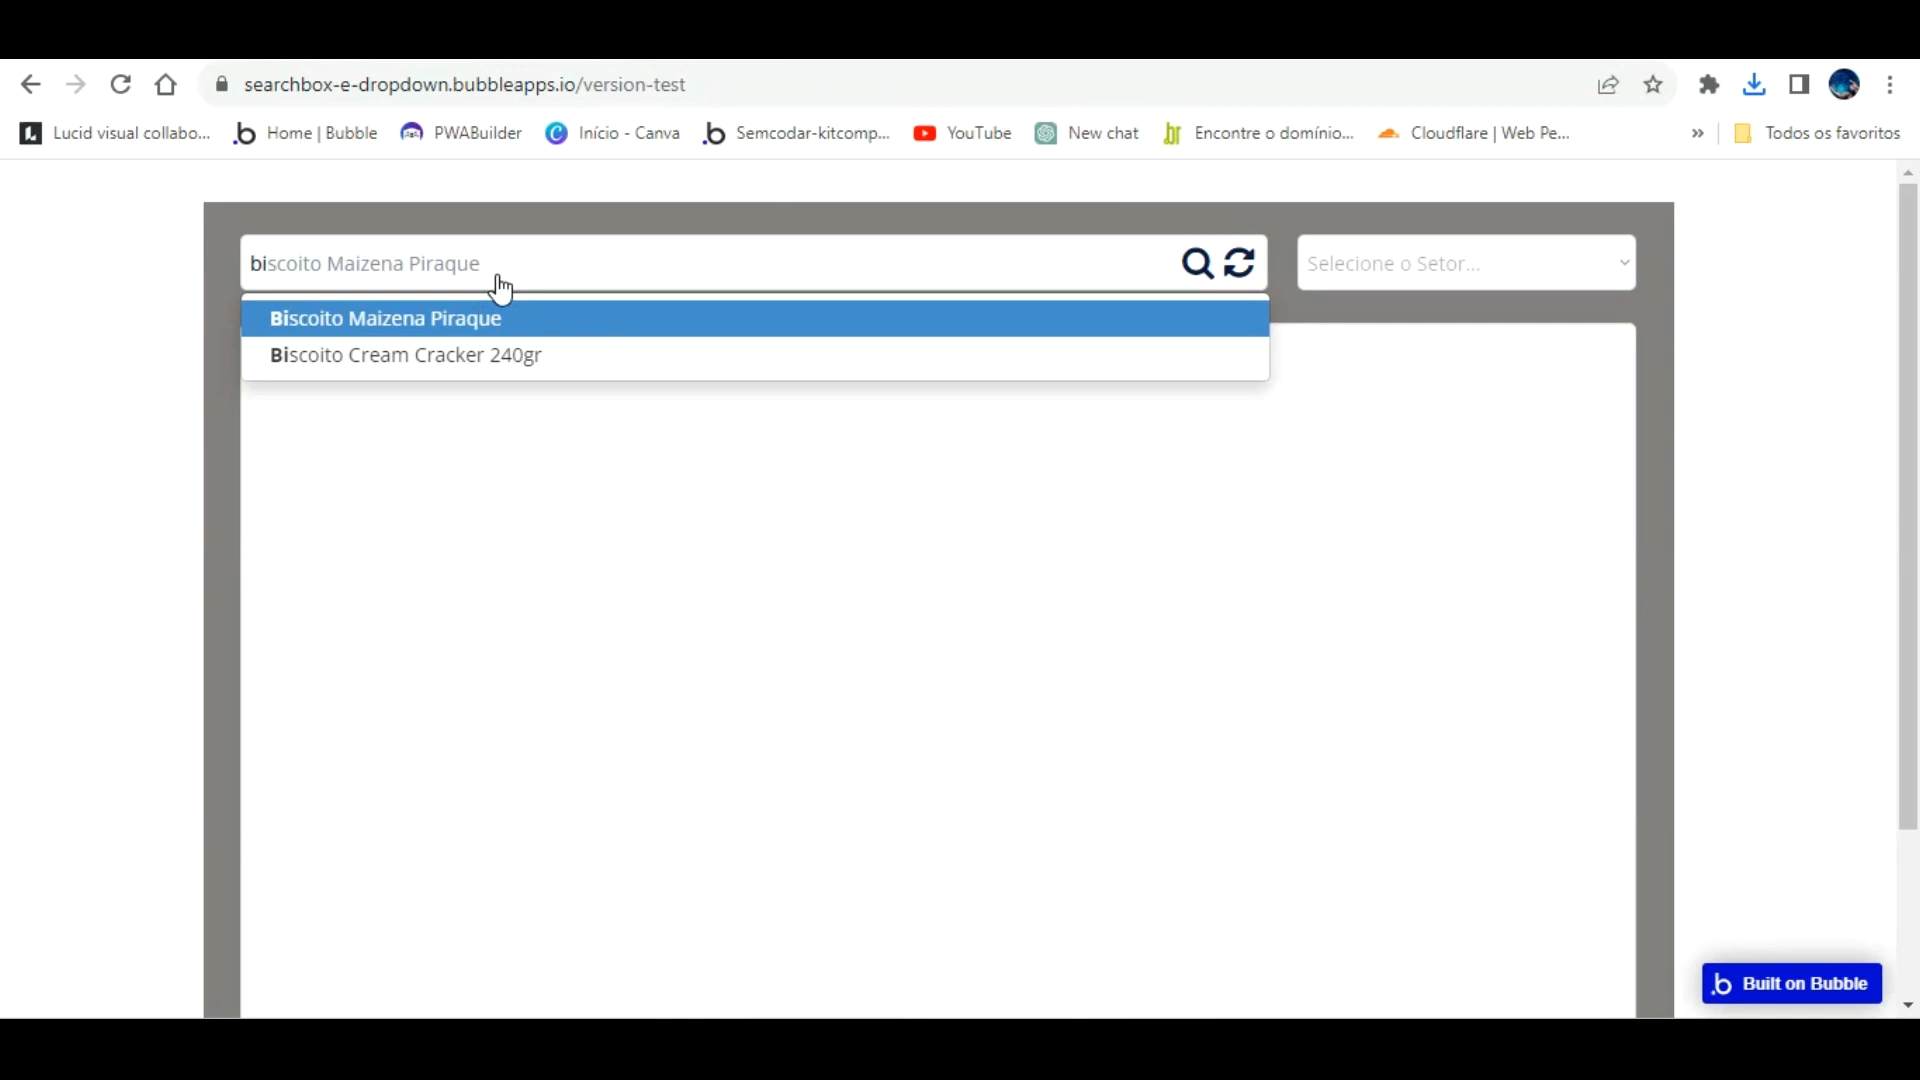 searchbox-e-dropdown.bubbleapps.io/version-test
Lucid visual collabo... Home | Bubble PWABuilder Início - Canva Semcodar-kitcomp... YouTube New chat Encontre o domínio... Cloudflare | Web Pe... » Todos os favoritos
biscoito Maizena Piraque
Selecione o Setor...
Biscoito Maizena Piraque
Biscoito Cream Cracker 240gr
Built on Bubble